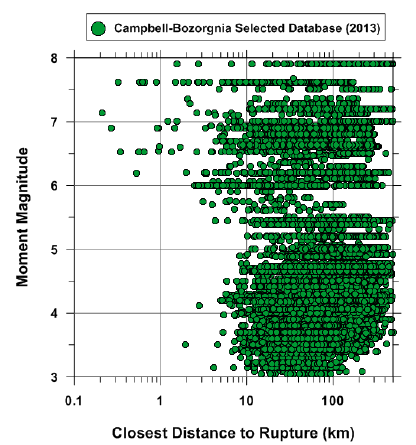 Campbell-Bozorgnia Selected Database (2013)
8
7
6
5
4
3
Moment Magnitude
0.1 1 10 100
Closest Distance to Rupture (km)